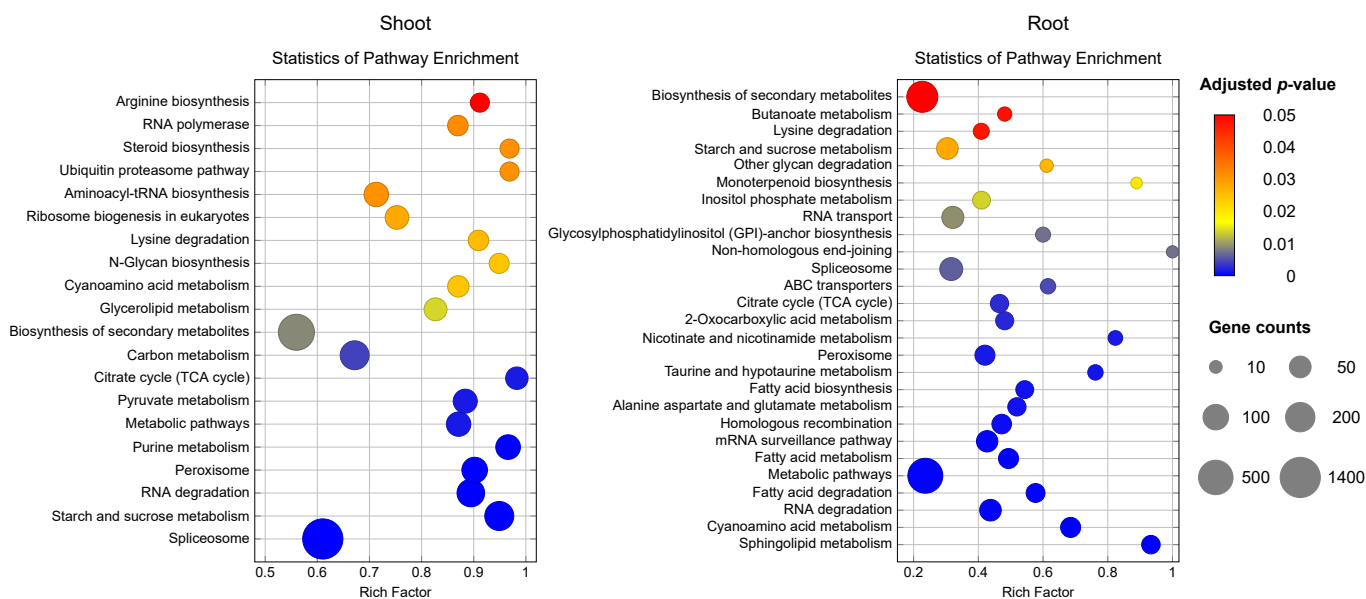 Shoot
Statistics of Pathway Enrichment
Arginine biosynthesis
RNA polymerase
Steroid biosynthesis
Ubiquitin proteasome pathway
Aminoacyl-tRNA biosynthesis
Ribosome biogenesis in eukaryotes
Lysine degradation
N-Glycan biosynthesis
Cyanoamino acid metabolism
Glycerolipid metabolism
Biosynthesis of secondary metabolites
Carbon metabolism
Citrate cycle (TCA cycle)
Pyruvate metabolism
Metabolic pathways
Purine metabolism
Peroxisome
RNA degradation
Starch and sucrose metabolism
Spliceosome
0.5 0.6 0.7 0.8 0.9 1
Rich Factor
Root
Statistics of Pathway Enrichment
Biosynthesis of secondary metabolites
Butanoate metabolism
Lysine degradation
Starch and sucrose metabolism
Other glycan degradation
Monoterpenoid biosynthesis
Inositol phosphate metabolism
RNA transport
Glycosylphosphatidylinositol (GPI)-anchor biosynthesis
Non-homologous end-joining
Spliceosome
ABC transporters
Citrate cycle (TCA cycle)
2-Oxocarboxylic acid metabolism
Nicotinate and nicotinamide metabolism
Peroxisome
Taurine and hypotaurine metabolism
Fatty acid biosynthesis
Alanine aspartate and glutamate metabolism
Homologous recombination
mRNA surveillance pathway
Fatty acid metabolism
Metabolic pathways
Fatty acid degradation
RNA degradation
Cyanoamino acid metabolism
Sphingolipid metabolism
0.2 0.4 0.6 0.8 1
Rich Factor
Adjusted p-value
0.05
0.04
0.03
0.02
0.01
0
Gene counts
10 50
100 200
500 1400